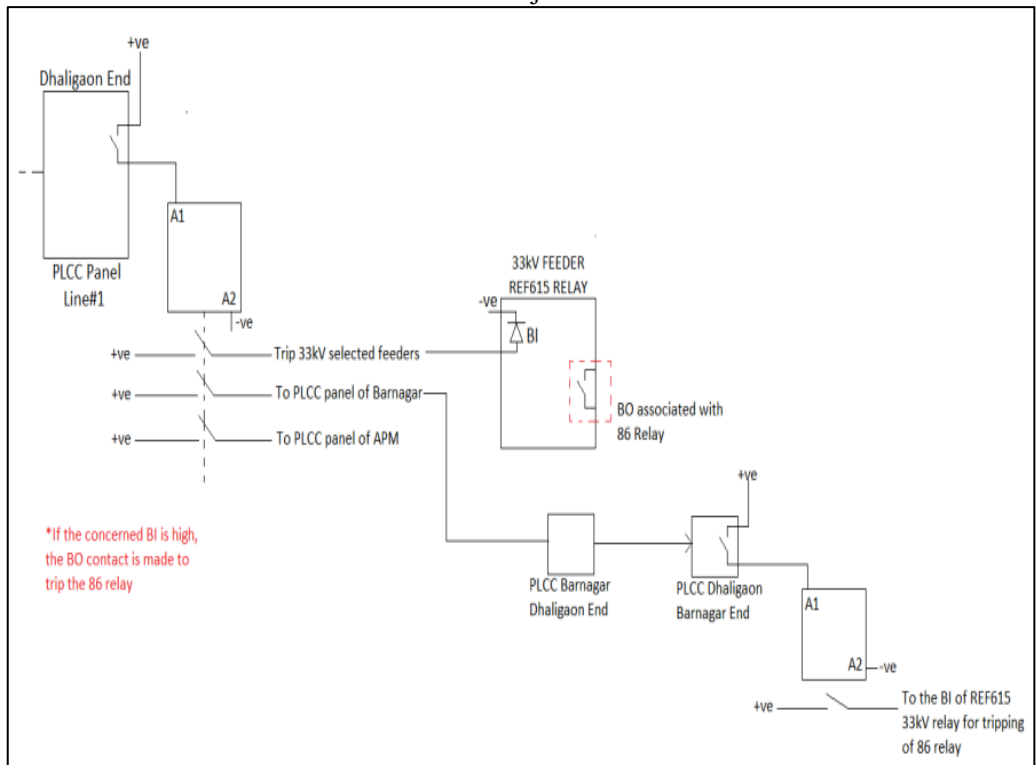 +ve
Dhaligaon End
PLCC Panel
Line#1
A1
A2
-ve
+ve
Trip 33kV selected feeders
+ve
To PLCC panel of Barnagar
+ve
To PLCC panel of APM
33kV FEEDER
REF615 RELAY
-ve
BI
BO associated with
86 Relay
*If the concerned BI is high,
the BO contact is made to
trip the 86 relay
PLCC Barnagar
Dhaligaon End
+ve
PLCC Dhaligaon
Barnagar End
A1
A2
-ve
+ve
To the BI of REF615
33kV relay for tripping
of 86 relay